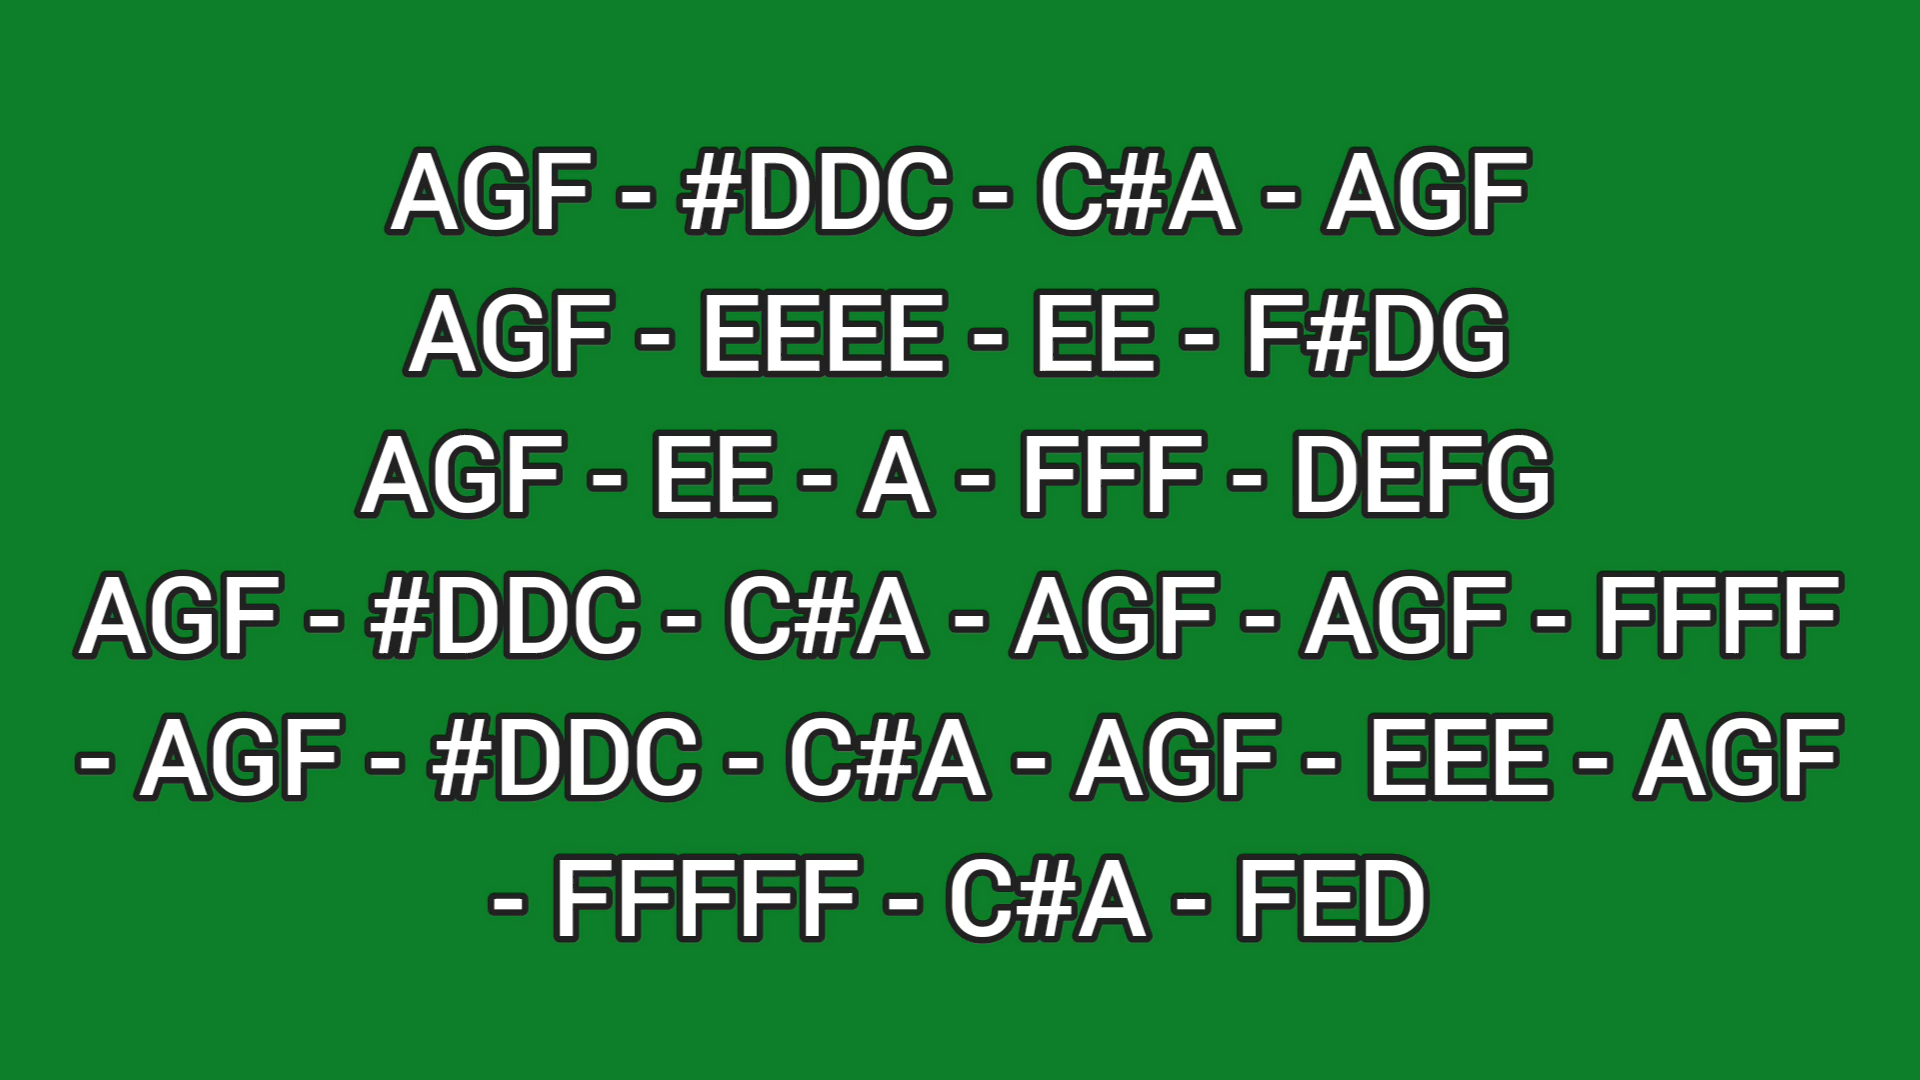 AGF - #DDC - C#A - AGF
AGF - EEEE - EE - F#DG
AGF - EE - A - FFF - DEFG
AGF - #DDC - C#A - AGF - AGF - FFFF
- AGF - #DDC - C#A - AGF - EEE - AGF
- FFFFF - C#A - FED